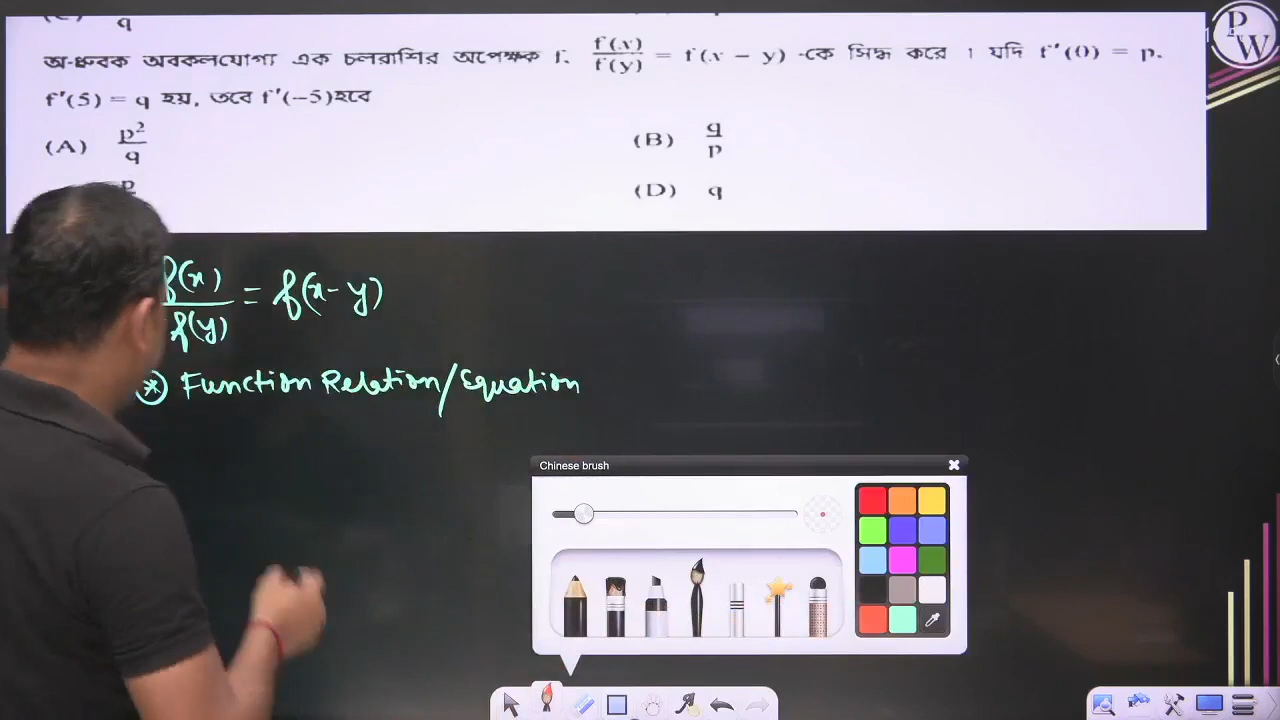 q
অ-ধ্রুবক অবকলযোগ্য এক চলরাশির অপেক্ষক f, f(x)/f(y) = f(x − y) -কে সিদ্ধ করে । যদি f′(0) = p,
f′(5) = q হয়, তবে f′(−5)হবে
(A) p²/q (B) q/p
p (D) q
f(x)/f(y) = f(x-y)
* Function Relation/Equation
Chinese brush
PW